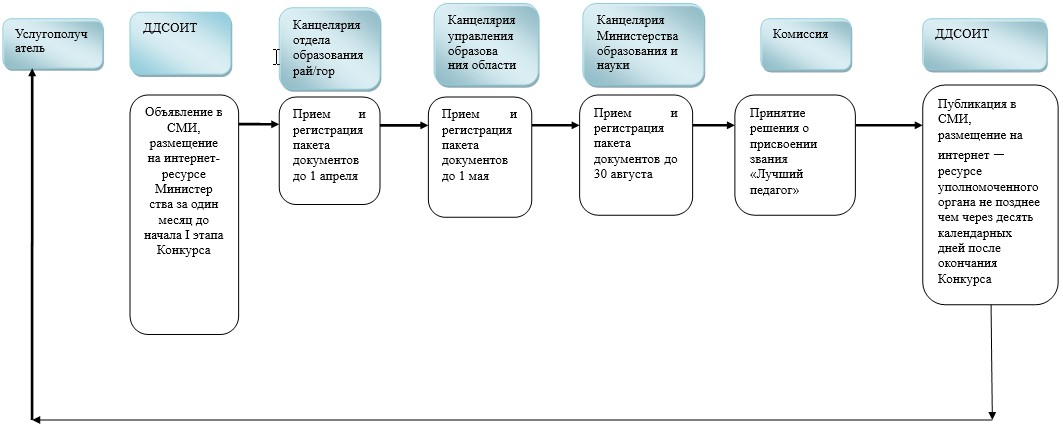 Услугополуч
атель
ДДСОИТ
Канцелярия
отдела
образования
рай/гор
Канцелярия
управления
образова
ния области
Канцелярия
Министерства
образования и
науки
Комиссия
ДДСОИТ
Объявление в
СМИ,
размещение
на интернет-
ресурсе
Министер
ства за один
месяц до
начала I этапа
Конкурса
Прием и
регистрация
пакета
документов
до 1 апреля
Прием и
регистрация
пакета
документов
до 1 мая
Прием и
регистрация
пакета
документов до
30 августа
Принятие
решения о
присвоении
звания
«Лучший
педагог»
Публикация в
СМИ,
размещение на
интернет —
ресурсе
уполномоченного
органа не позднее
чем через десять
календарных
дней после
окончания
Конкурса